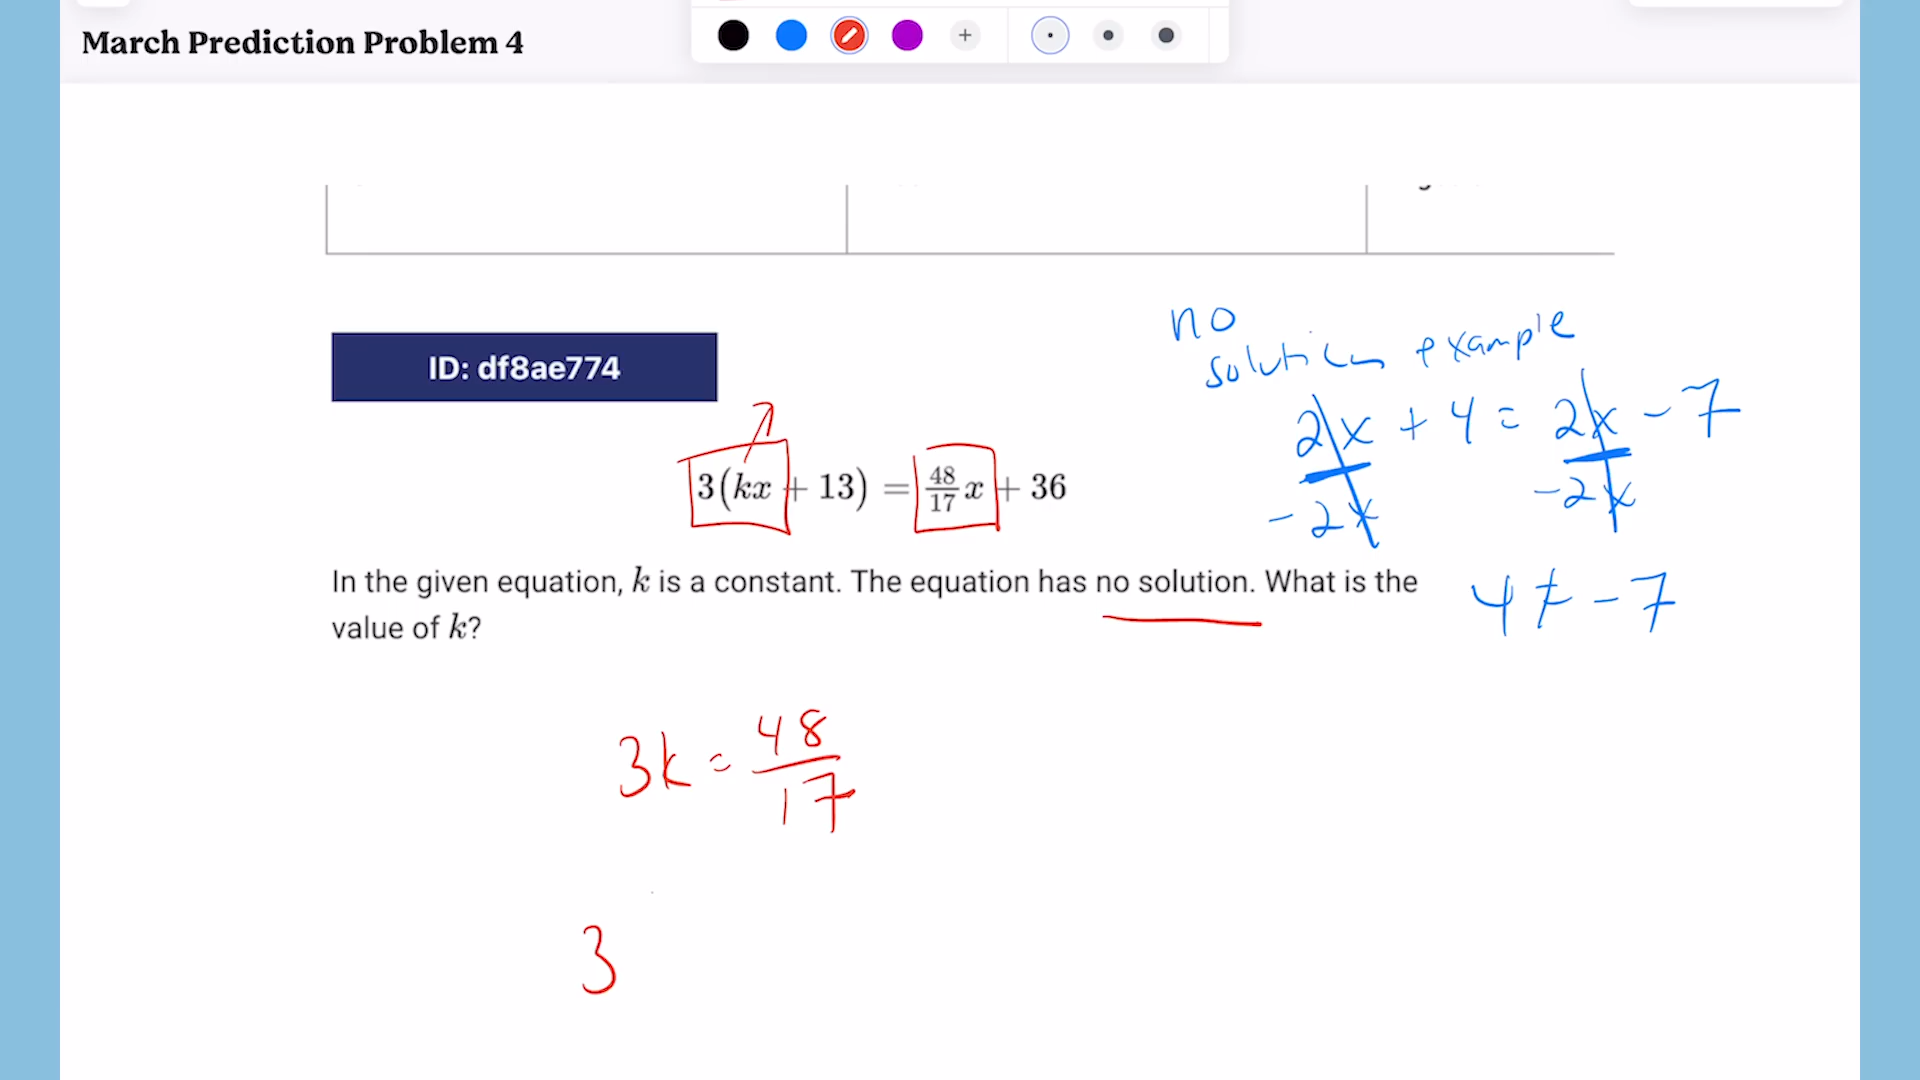 March Prediction Problem 4
no
solution example
ID: df8ae774
2x + 4 = 2x - 7
3(kx + 13) = 48/17 x + 36
-2x -2x
In the given equation, k is a constant. The equation has no solution. What is the
value of k?
4 ≠ -7
3k = 48/17
3